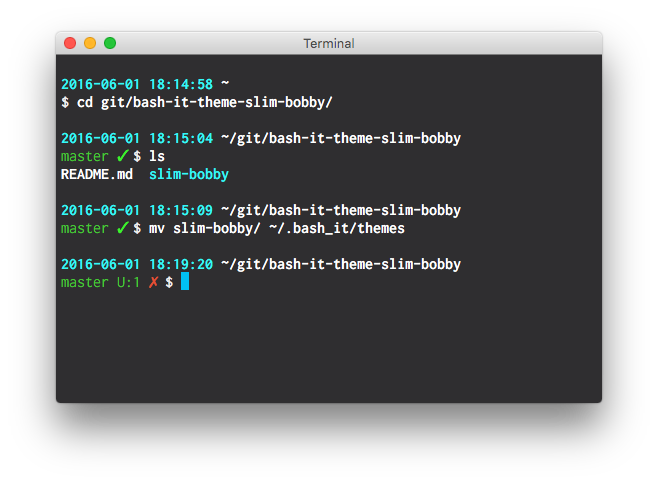 Terminal
2016-06-01 18:14:58 ~
$ cd git/bash-it-theme-slim-bobby/
2016-06-01 18:15:04 ~/git/bash-it-theme-slim-bobby
master ✓ $ ls
README.md  slim-bobby
2016-06-01 18:15:09 ~/git/bash-it-theme-slim-bobby
master ✓ $ mv slim-bobby/ ~/.bash_it/themes
2016-06-01 18:19:20 ~/git/bash-it-theme-slim-bobby
master U:1 ✗ $